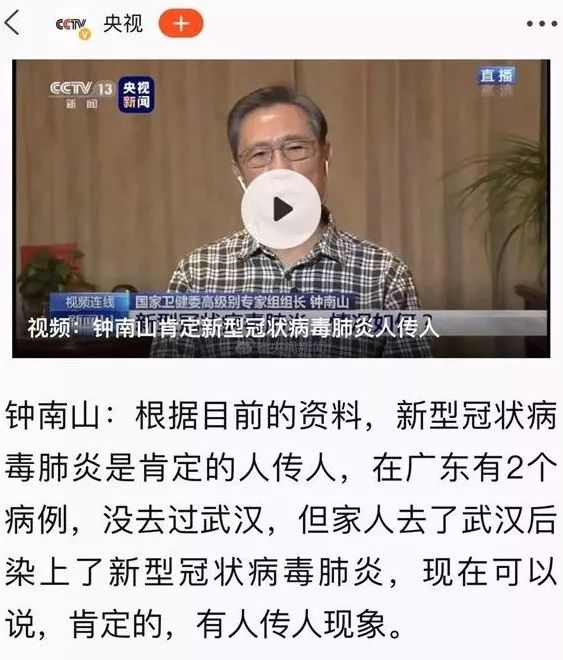 CCTV
央视
CCTV 13
新闻
央视
新闻
直播
高清
视频连线
国家卫健委高级别专家组组长 钟南山
视频：钟南山肯定新型冠状病毒肺炎人传人
钟南山：根据目前的资料，新型冠状病
毒肺炎是肯定的人传人，在广东有2个
病例，没去过武汉，但家人去了武汉后
染上了新型冠状病毒肺炎，现在可以
说，肯定的，有人传人现象。